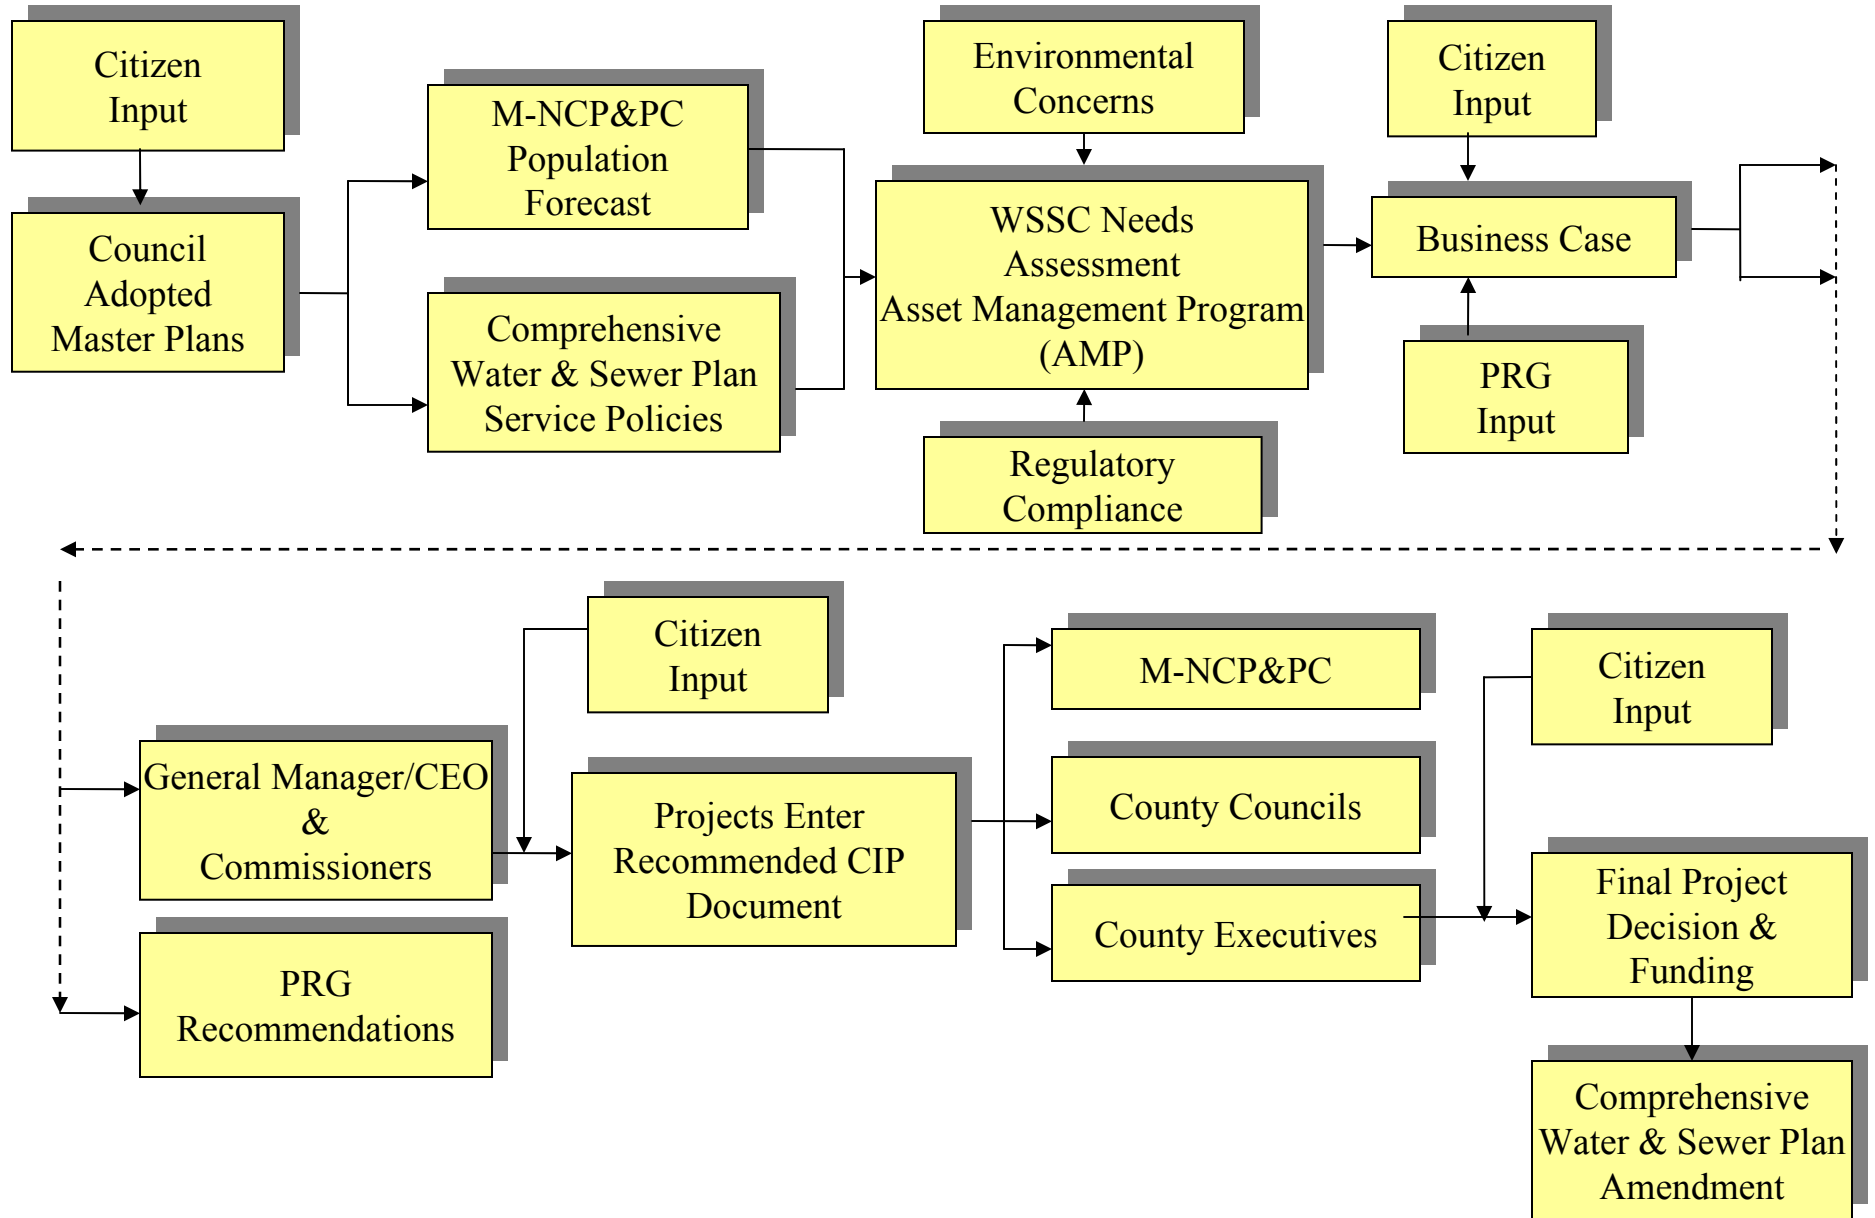 Citizen
Input
Council
Adopted
Master Plans
M-NCP&PC
Population
Forecast
Comprehensive
Water & Sewer Plan
Service Policies
Environmental
Concerns
WSSC Needs
Assessment
Asset Management Program
(AMP)
Regulatory
Compliance
Citizen
Input
Business Case
PRG
Input
General Manager/CEO
&
Commissioners
PRG
Recommendations
Citizen
Input
Projects Enter
Recommended CIP
Document
M-NCP&PC
County Councils
County Executives
Citizen
Input
Final Project
Decision &
Funding
Comprehensive
Water & Sewer Plan
Amendment